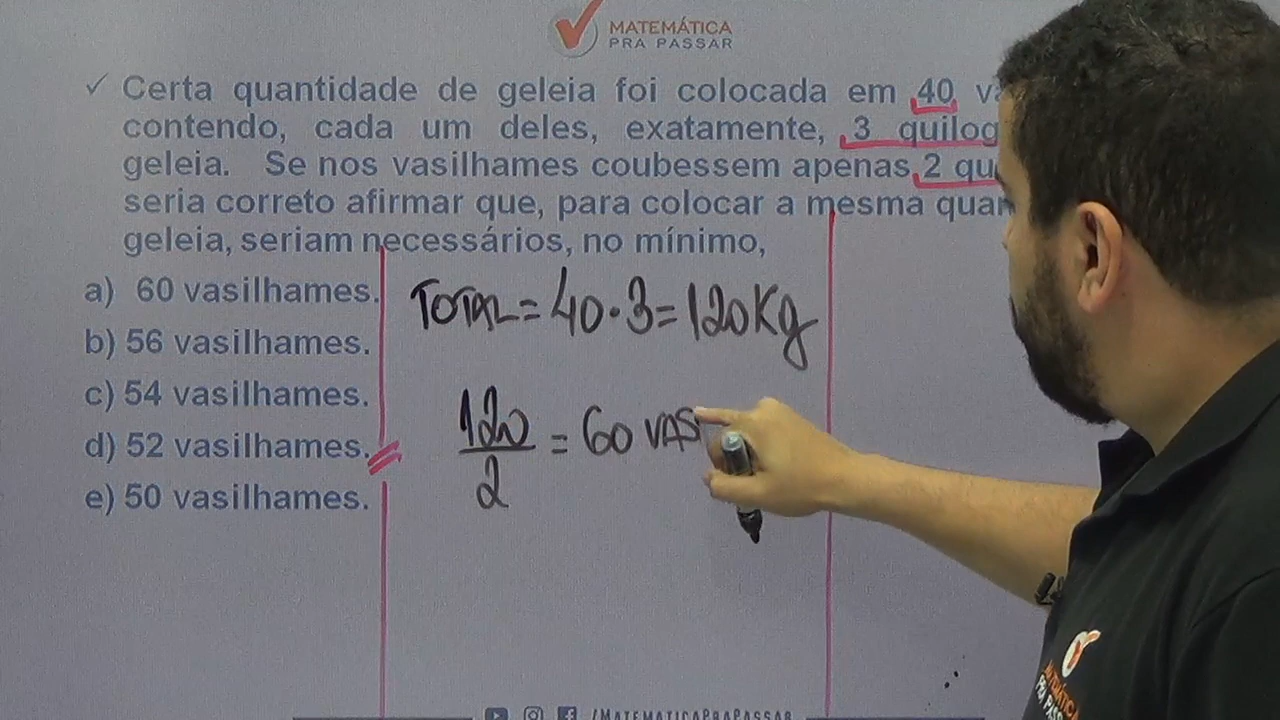 MATEMÁTICA
PRA PASSAR
✓ Certa quantidade de geleia foi colocada em 40
contendo, cada um deles, exatamente, 3
geleia. Se nos vasilhames coubessem apenas 2
seria correto afirmar que, para colocar a mesma
geleia, seriam necessários, no mínimo,
a) 60 vasilhames.
b) 56 vasilhames.
c) 54 vasilhames.
d) 52 vasilhames.
e) 50 vasilhames.
TOTAL = 40 · 3 = 120 Kg
120
2
= 60 VAS
/MATEMATICAPRAPASSAR
MATEMÁTICA